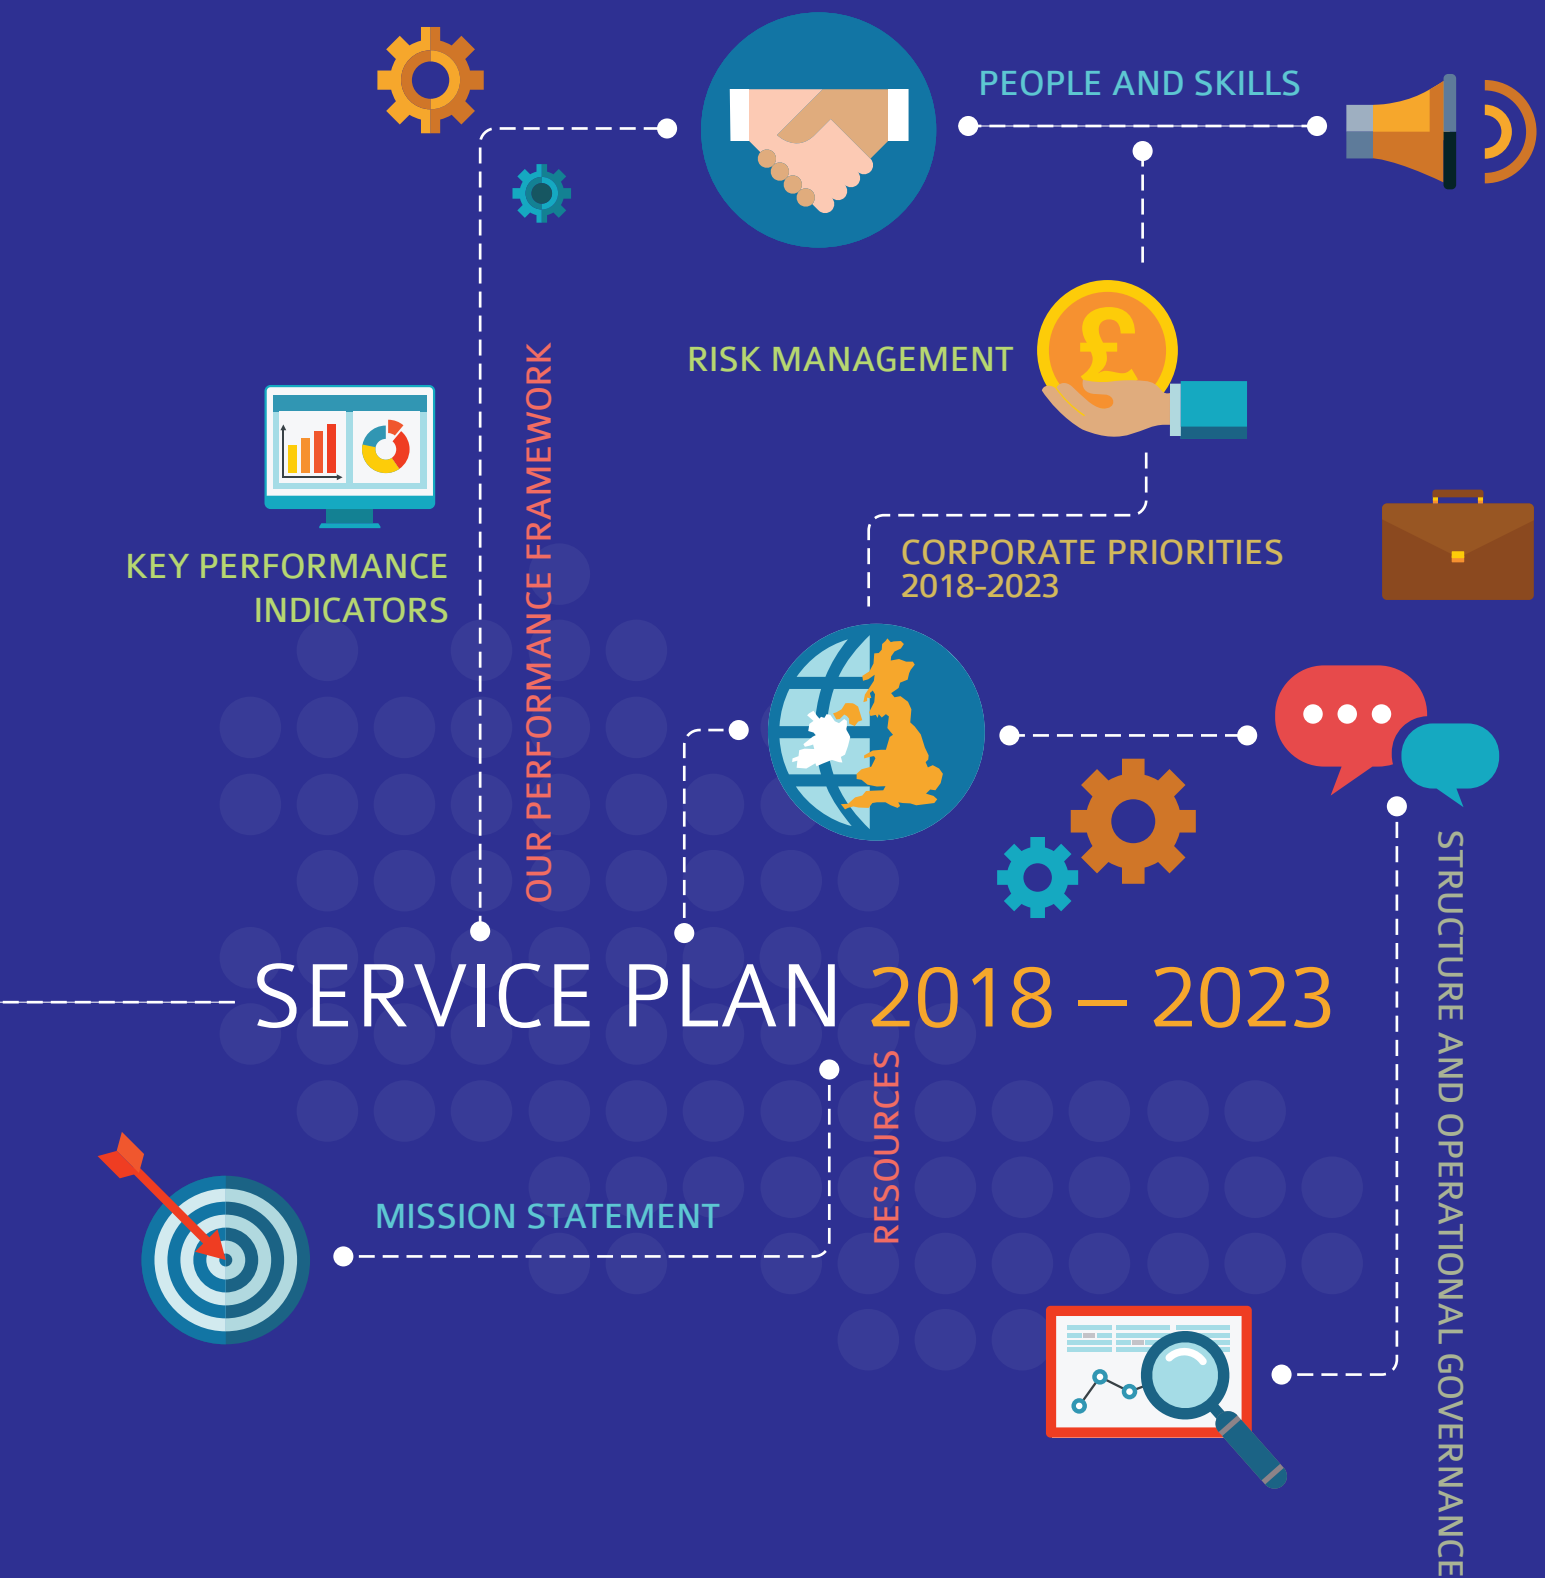 PEOPLE AND SKILLS
RISK MANAGEMENT
£
OUR PERFORMANCE FRAMEWORK
KEY PERFORMANCE
INDICATORS
CORPORATE PRIORITIES
2018-2023
STRUCTURE AND OPERATIONAL GOVERNANCE
SERVICE PLAN 2018 – 2023
RESOURCES
MISSION STATEMENT